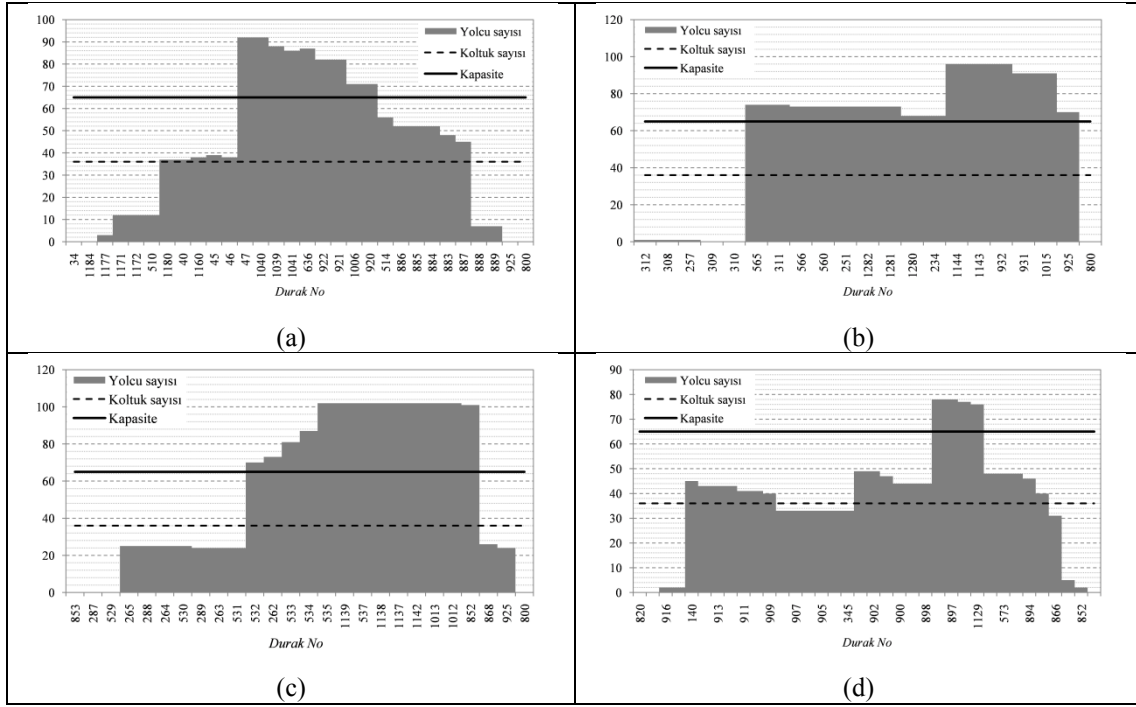 100
90
80
70
60
50
40
30
20
10
0
Yolcu sayısı
Koltuk sayısı
Kapasite
34 1184 1177 1171 1172 510 1180 40 1160 45 46 47 1040 1039 1041 636 922 921 1006 920 514 886 885 884 883 887 888 889 925 800
Durak No
(a)
120
100
80
60
40
20
0
Yolcu sayısı
Koltuk sayısı
Kapasite
312 308 257 309 310 565 311 566 560 251 1282 1281 1280 234 1144 1143 932 931 1015 925 800
Durak No
(b)
120
100
80
60
40
20
0
Yolcu sayısı
Koltuk sayısı
Kapasite
853 287 529 265 288 264 530 289 263 531 532 262 533 534 535 1139 537 1138 1137 1142 1013 1012 852 868 925 800
Durak No
(c)
90
80
70
60
50
40
30
20
10
0
Yolcu sayısı
Koltuk sayısı
Kapasite
820 916 140 913 911 909 907 905 345 902 900 898 897 1129 573 894 866 852
Durak No
(d)